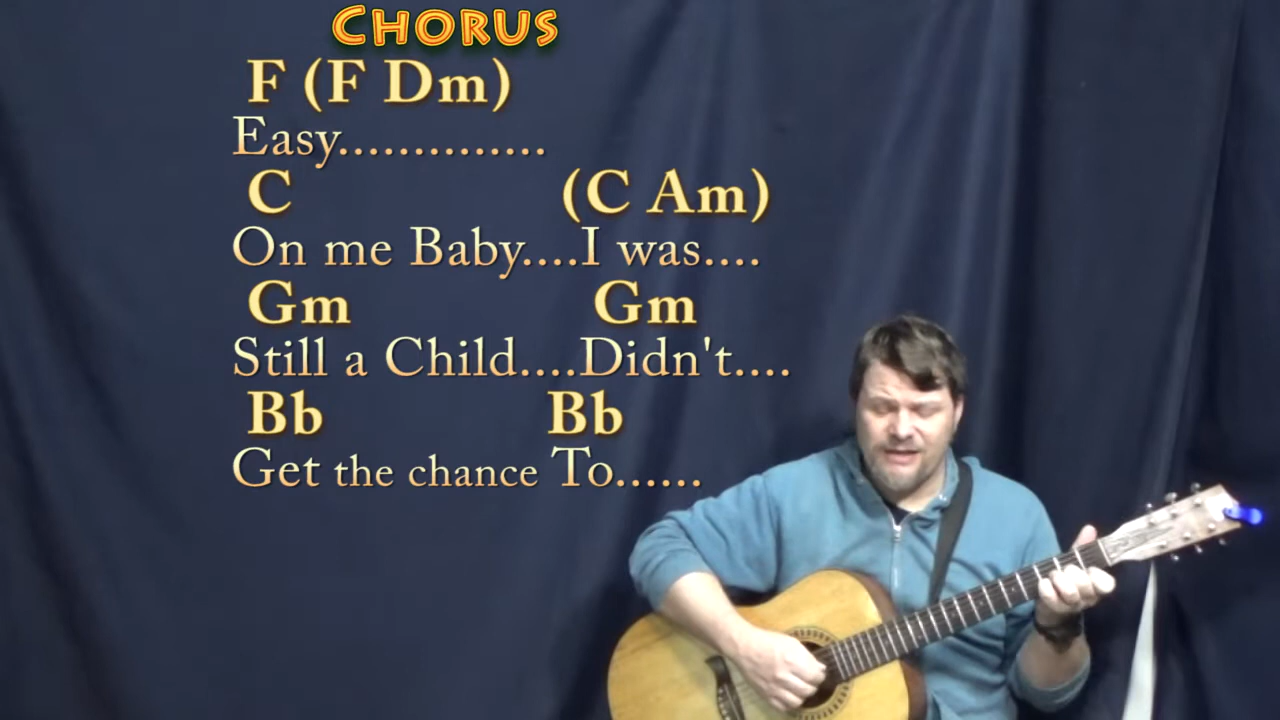 CHORUS
F (F Dm)
Easy..............
C (C Am)
On me Baby....I was....
Gm Gm
Still a Child....Didn't....
Bb Bb
Get the chance To......